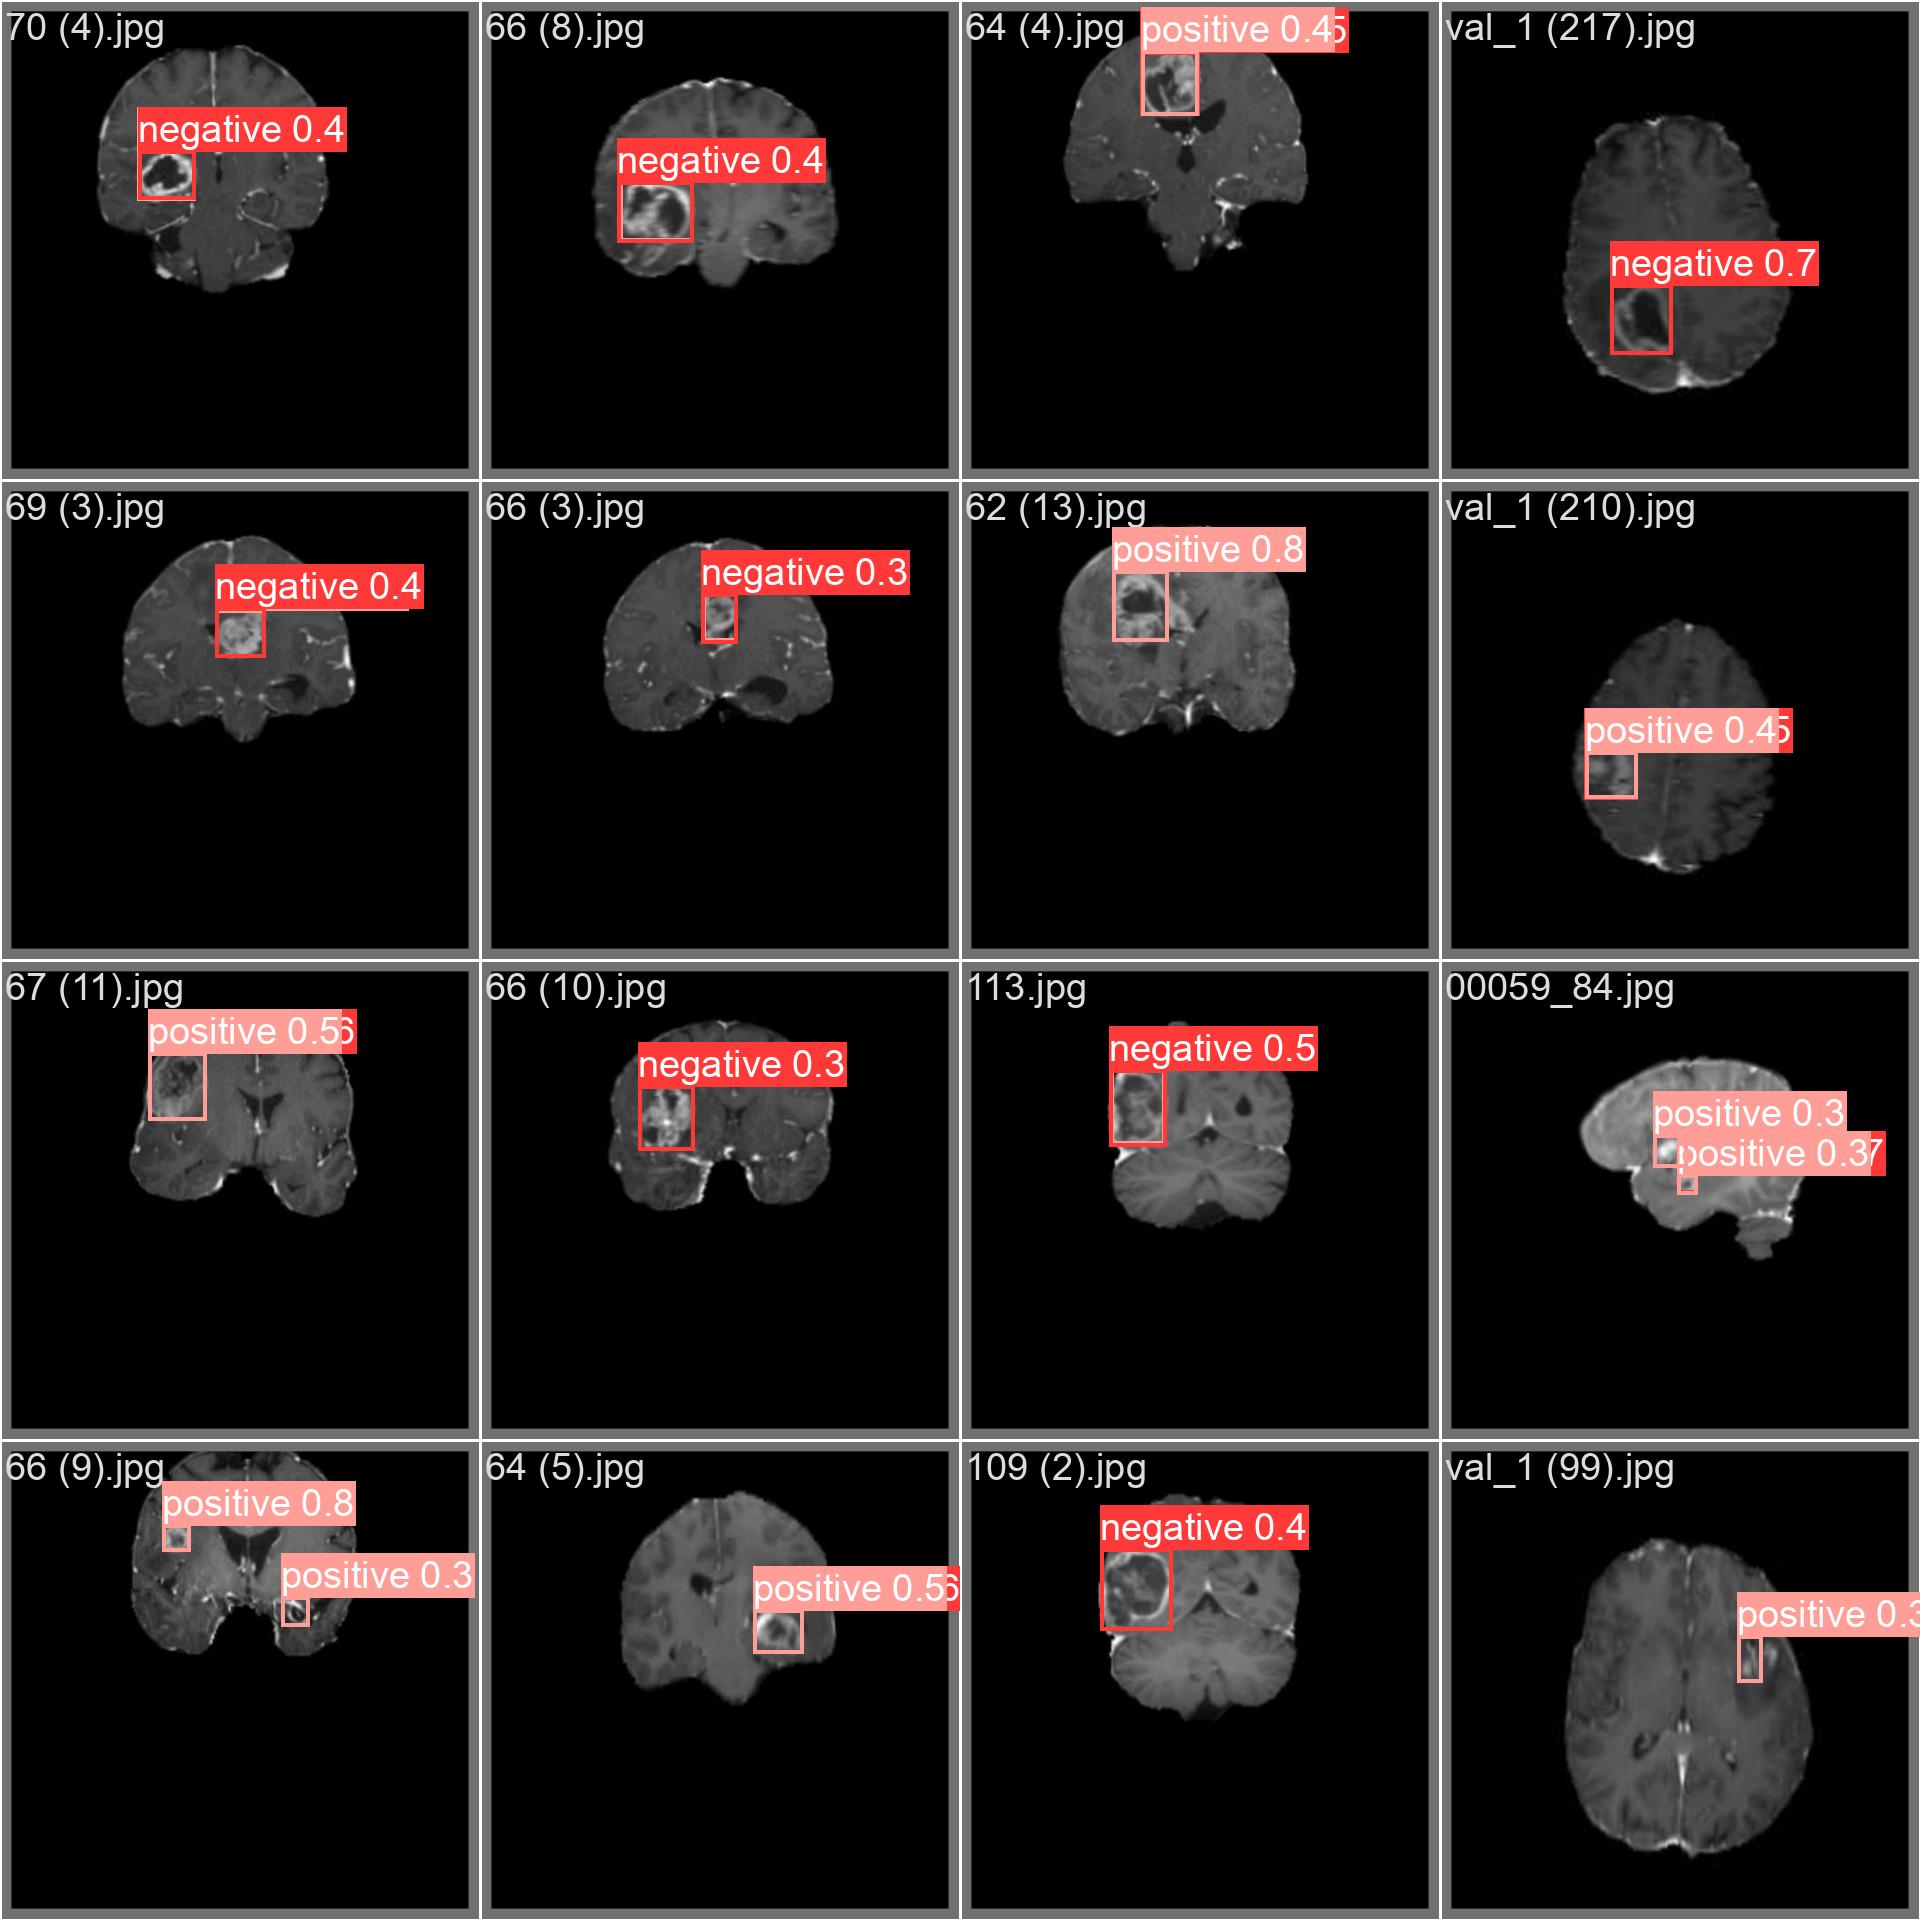 70 (4).jpg
negative 0.4
66 (8).jpg
negative 0.4
64 (4).jpg
positive 0.45
val_1 (217).jpg
negative 0.7
69 (3).jpg
negative 0.4
66 (3).jpg
negative 0.3
62 (13).jpg
positive 0.8
val_1 (210).jpg
positive 0.45
67 (11).jpg
positive 0.56
66 (10).jpg
negative 0.3
113.jpg
negative 0.5
00059_84.jpg
positive 0.3
positive 0.37
66 (9).jpg
positive 0.8
positive 0.3
64 (5).jpg
positive 0.56
109 (2).jpg
negative 0.4
val_1 (99).jpg
positive 0.3